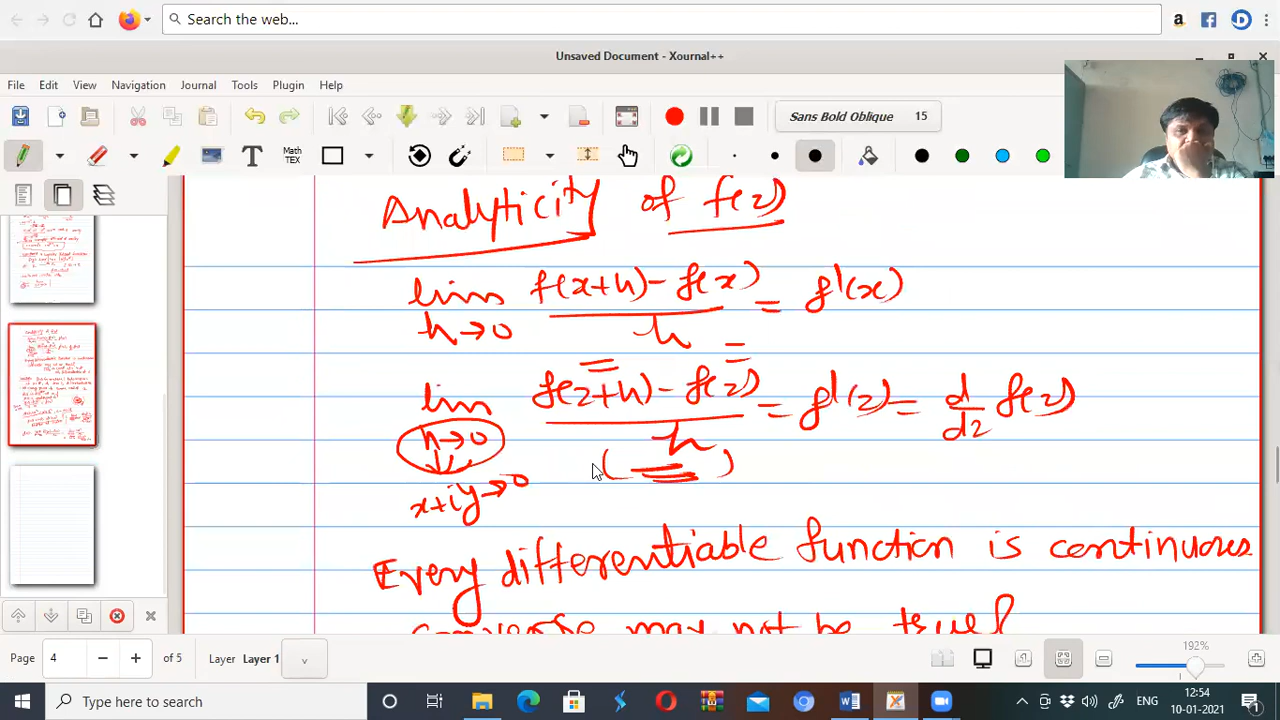 Search the web...
Unsaved Document - Xournal++
File Edit View Navigation Journal Tools Plugin Help
Sans Bold Oblique 15
T Math TEX
Analyticity of f(z)
lim f(x+h) - f(x) = f'(x)
h→0 h
lim f(z+h) - f(z) = f'(z) = d f(z)
h→0 h dz
x+iy→0
Every differentiable function is continuous
converse may not be true
Page 4 of 5 Layer Layer 1
192%
Type here to search
ENG
12:54
10-01-2021